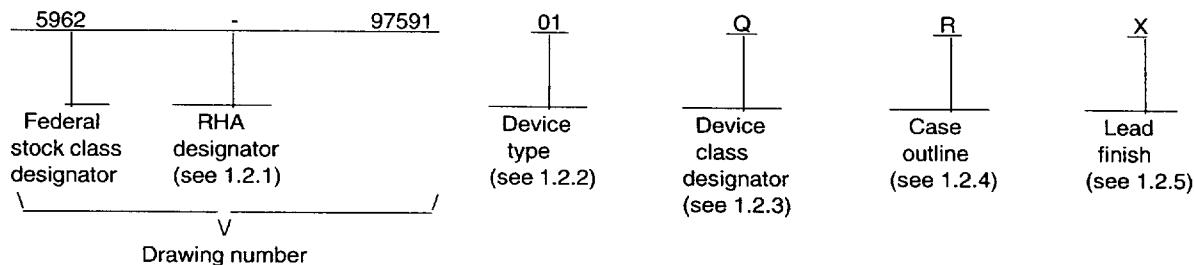 5962 - 97591 01 Q R X
Federal stock class designator
RHA designator (see 1.2.1)
Device type (see 1.2.2)
Device class designator (see 1.2.3)
Case outline (see 1.2.4)
Lead finish (see 1.2.5)
Drawing number